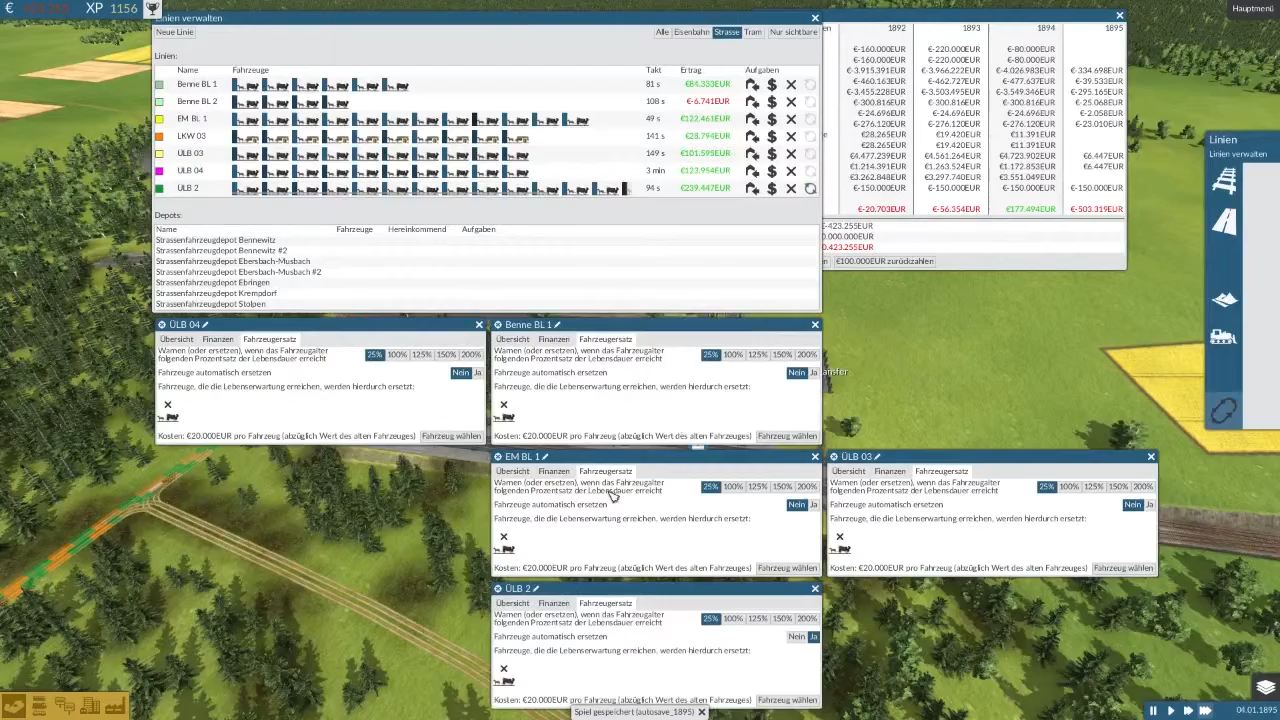 €
XP 1156
Hauptmenü
Linien verwalten
Neue Linie
Alle Eisenbahn Strasse Tram Nur sichtbare
Linien:
Name Fahrzeuge Takt Ertrag Aufgaben
Benne BL 1 81 s €84.333EUR
Benne BL 2 108 s €-6.741EUR
EM BL 1 49 s €122.461EUR
LKW 03 141 s €28.794EUR
ÜLB 03 149 s €101.595EUR
ÜLB 04 3 min €123.954EUR
ÜLB 2 94 s €239.447EUR
Depots:
Name Fahrzeuge Hereinkommend Aufgaben
Strassenfahrzeugdepot Bennewitz
Strassenfahrzeugdepot Bennewitz #2
Strassenfahrzeugdepot Ebersbach-Musbach
Strassenfahrzeugdepot Ebersbach-Musbach #2
Strassenfahrzeugdepot Ebringen
Strassenfahrzeugdepot Krempdorf
Strassenfahrzeugdepot Stolpen
1892 1893 1894 1895
€-160.000EUR €-220.000EUR €-80.000EUR
€-160.000EUR €-220.000EUR €-80.000EUR
€-3.915.391EUR €-3.966.222EUR €-4.026.983EUR €-334.698EUR
€-460.163EUR €-462.727EUR €-477.637EUR €-39.533EUR
€-3.455.228EUR €-3.503.495EUR €-3.549.346EUR €-295.165EUR
€-300.816EUR €-300.816EUR €-300.816EUR €-25.068EUR
€-24.696EUR €-24.696EUR €-24.696EUR €-2.058EUR
€-276.120EUR €-276.120EUR €-276.120EUR €-23.010EUR
€28.265EUR €19.420EUR €11.391EUR
€28.265EUR €19.420EUR €11.391EUR
€4.477.239EUR €4.561.264EUR €4.723.902EUR €6.447EUR
€1.214.391EUR €1.263.524EUR €1.172.853EUR €6.447EUR
€3.262.848EUR €3.297.740EUR €3.551.049EUR
€-150.000EUR €-150.000EUR €-150.000EUR €-150.000EUR
€-20.703EUR €-56.354EUR €177.494EUR €-503.319EUR
€-423.255EUR
0.000.000EUR
0.423.255EUR
€100.000EUR zurückzahlen
Linien
Linien verwalten
ÜLB 04
Übersicht Finanzen Fahrzeugersatz
Warnen (oder ersetzen), wenn das Fahrzeugalter
folgenden Prozentsatz der Lebensdauer erreicht
25% 100% 125% 150% 200%
Fahrzeuge automatisch ersetzen Nein Ja
Fahrzeuge, die die Lebenserwartung erreichen, werden hierdurch ersetzt:
Kosten: €20.000EUR pro Fahrzeug (abzüglich Wert des alten Fahrzeuges) Fahrzeug wählen
Benne BL 1
Übersicht Finanzen Fahrzeugersatz
Warnen (oder ersetzen), wenn das Fahrzeugalter
folgenden Prozentsatz der Lebensdauer erreicht
25% 100% 125% 150% 200%
Fahrzeuge automatisch ersetzen Nein Ja
Fahrzeuge, die die Lebenserwartung erreichen, werden hierdurch ersetzt:
Kosten: €20.000EUR pro Fahrzeug (abzüglich Wert des alten Fahrzeuges) Fahrzeug wählen
EM BL 1
Übersicht Finanzen Fahrzeugersatz
Warnen (oder ersetzen), wenn das Fahrzeugalter
folgenden Prozentsatz der Lebensdauer erreicht
25% 100% 125% 150% 200%
Fahrzeuge automatisch ersetzen Nein Ja
Fahrzeuge, die die Lebenserwartung erreichen, werden hierdurch ersetzt:
Kosten: €20.000EUR pro Fahrzeug (abzüglich Wert des alten Fahrzeuges) Fahrzeug wählen
ÜLB 03
Übersicht Finanzen Fahrzeugersatz
Warnen (oder ersetzen), wenn das Fahrzeugalter
folgenden Prozentsatz der Lebensdauer erreicht
25% 100% 125% 150% 200%
Fahrzeuge automatisch ersetzen Nein Ja
Fahrzeuge, die die Lebenserwartung erreichen, werden hierdurch ersetzt:
Kosten: €20.000EUR pro Fahrzeug (abzüglich Wert des alten Fahrzeuges) Fahrzeug wählen
ÜLB 2
Übersicht Finanzen Fahrzeugersatz
Warnen (oder ersetzen), wenn das Fahrzeugalter
folgenden Prozentsatz der Lebensdauer erreicht
25% 100% 125% 150% 200%
Fahrzeuge automatisch ersetzen Nein Ja
Fahrzeuge, die die Lebenserwartung erreichen, werden hierdurch ersetzt:
Kosten: €20.000EUR pro Fahrzeug (abzüglich Wert des alten Fahrzeuges) Fahrzeug wählen
Spiel gespeichert (autosave_1895)
04.01.1895